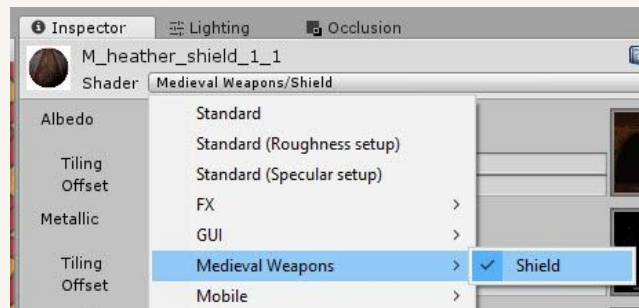 Inspector Lighting Occlusion
M_heather_shield_1_1
Shader Medieval Weapons/Shield
Albedo
Tiling
Offset
Metallic
Tiling
Offset
Standard
Standard (Roughness setup)
Standard (Specular setup)
FX
GUI
Medieval Weapons
Mobile
Shield